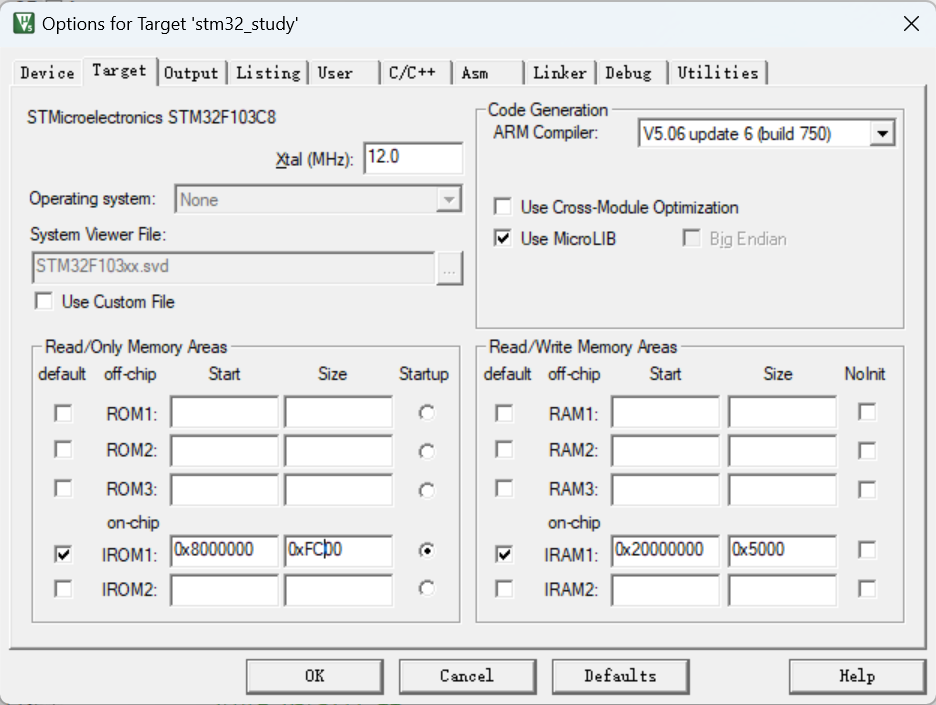 Options for Target 'stm32_study'
Device Target Output Listing User C/C++ Asm Linker Debug Utilities
STMicroelectronics STM32F103C8
Xtal (MHz): 12.0
Operating system: None
System Viewer File:
STM32F103xx.svd ...
Use Custom File
Code Generation
ARM Compiler: V5.06 update 6 (build 750)
Use Cross-Module Optimization
Use MicroLIB Big Endian
Read/Only Memory Areas
default off-chip Start Size Startup
ROM1:
ROM2:
ROM3:
on-chip
IROM1: 0x8000000 0xFC00
IROM2:
Read/Write Memory Areas
default off-chip Start Size NoInit
RAM1:
RAM2:
RAM3:
on-chip
IRAM1: 0x20000000 0x5000
IRAM2:
OK Cancel Defaults Help